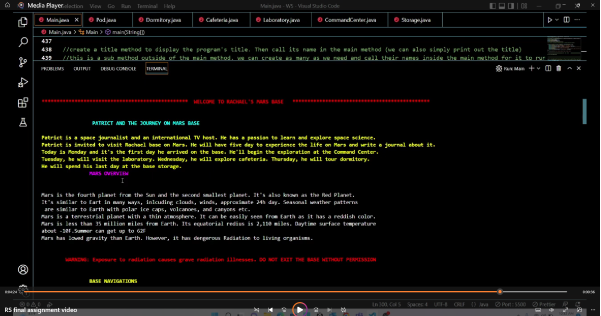 Media Player
Selection View Go Run Terminal Help
Main.java - WS - Visual Studio Code
Main.java Pod.java Dormitory.java Cafeteria.java Laboratory.java CommandCenter.java Storage.java
Main.java > Main > main(String[])
437
438 //create a title method to display the program's title. Then call its name in the main method (we can also simply print out the title)
439 //this is a sub method outside of the main method. we can create as many as we need and call their names inside the main method for it to run
PROBLEMS OUTPUT DEBUG CONSOLE TERMINAL
Run: Main
WELCOME TO RACHAEL'S MARS BASE
PATRICT AND THE JOURNEY ON MARS BASE
Patrict is a space journalist and an international TV host. He has a passion to learn and explore space science.
Patrict is invited to visit Rachael base on Mars. He will have five day to experience the life on Mars and write a journal about it.
Today is Monday and it's the first day he arrived on the base. He'll begin the exploration at the Command Center.
Tuesday, he will visit the laboratory. Wednesday, he will explore cafeteria. Thursday, he will tour dormitory.
He will spend his last day at the base storage.
MARS OVERVIEW
Mars is the fourth planet from the Sun and the second smallest planet. It's also known as the Red Planet.
It's similar to Eart in many ways, inlcuding clouds, winds, approximate 24h day. Seasonal weather patterns
are similar to Earth with polar ice caps, volcanoes, and canyons etc.
Mars is a terrestrial planet with a thin atmosphere. It can be easily seen from Earth as it has a reddish color.
Mars is less than 35 million miles from Earth. Its equatorial redius is 2,110 miles. Daytime surface temperature
about -10F.Summer can got up to 62F
Mars has lowed gravity than Earth. However, it has dengerous Radiation to living organisms.
WARNING: Exposure to radiation causes grave radiation illnesses. DO NOT EXIT THE BASE WITHOUT PERMISSION
BASE NAVIGATIONS
Spaces: 4 UTF-8 CRLF Java Port : 5500 Prettier
RS final assignment video